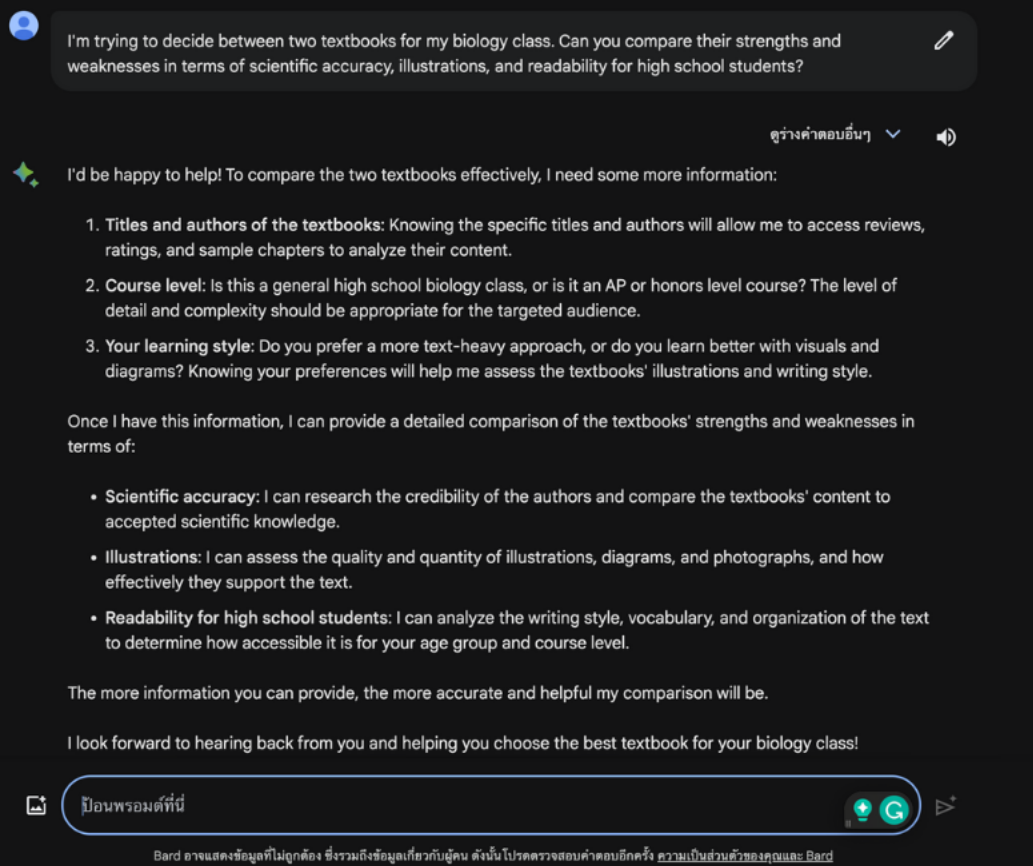 I'm trying to decide between two textbooks for my biology class. Can you compare their strengths and
weaknesses in terms of scientific accuracy, illustrations, and readability for high school students?
ดูร่างคำตอบอื่นๆ
I'd be happy to help! To compare the two textbooks effectively, I need some more information:
1. Titles and authors of the textbooks: Knowing the specific titles and authors will allow me to access reviews,
ratings, and sample chapters to analyze their content.
2. Course level: Is this a general high school biology class, or is it an AP or honors level course? The level of
detail and complexity should be appropriate for the targeted audience.
3. Your learning style: Do you prefer a more text-heavy approach, or do you learn better with visuals and
diagrams? Knowing your preferences will help me assess the textbooks' illustrations and writing style.
Once I have this information, I can provide a detailed comparison of the textbooks' strengths and weaknesses in
terms of:
• Scientific accuracy: I can research the credibility of the authors and compare the textbooks' content to
accepted scientific knowledge.
• Illustrations: I can assess the quality and quantity of illustrations, diagrams, and photographs, and how
effectively they support the text.
• Readability for high school students: I can analyze the writing style, vocabulary, and organization of the text
to determine how accessible it is for your age group and course level.
The more information you can provide, the more accurate and helpful my comparison will be.
I look forward to hearing back from you and helping you choose the best textbook for your biology class!
ป้อนพรอมต์ที่นี่
Bard อาจแสดงข้อมูลที่ไม่ถูกต้อง ซึ่งรวมถึงข้อมูลเกี่ยวกับผู้คน ดังนั้นโปรดตรวจสอบคำตอบอีกครั้ง ความเป็นส่วนตัวของคุณและ Bard